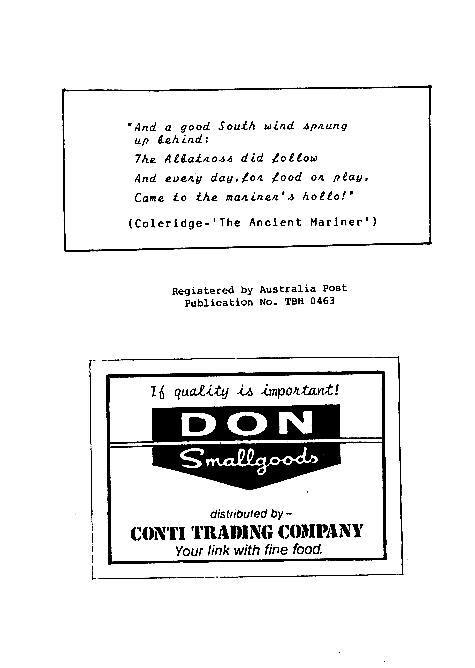 "And a good South wind sprung
up behind:
The Albatross did follow
And every day,for food or play,
Came to the mariner's hollo!"
(Coleridge-'The Ancient Mariner')
Registered by Australia Post
Publication No. TBH 0463
If quality is important!
DON
Smallgoods
distributed by –
CONTI TRADING COMPANY
Your link with fine food.